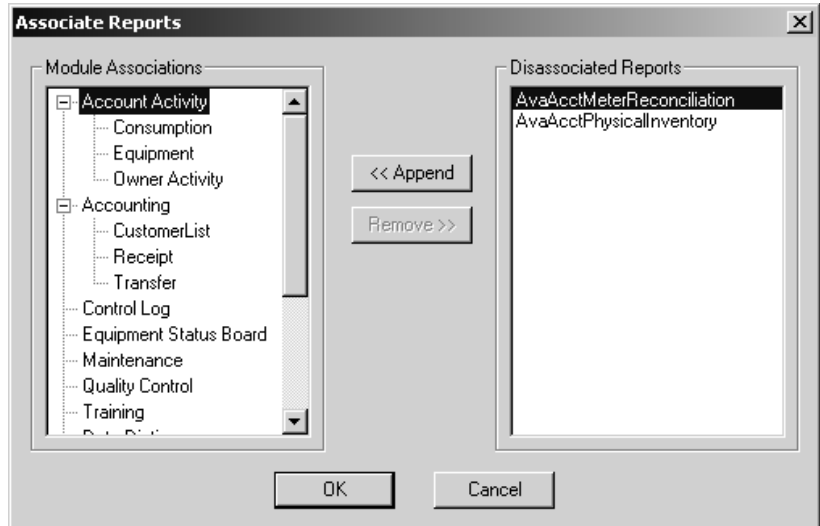 Associate Reports
Module Associations
Account Activity
Consumption
Equipment
Owner Activity
Accounting
CustomerList
Receipt
Transfer
Control Log
Equipment Status Board
Maintenance
Quality Control
Training
<< Append
Remove >>
Disassociated Reports
AvaAcctMeterReconciliation
AvaAcctPhysicalInventory
OK
Cancel